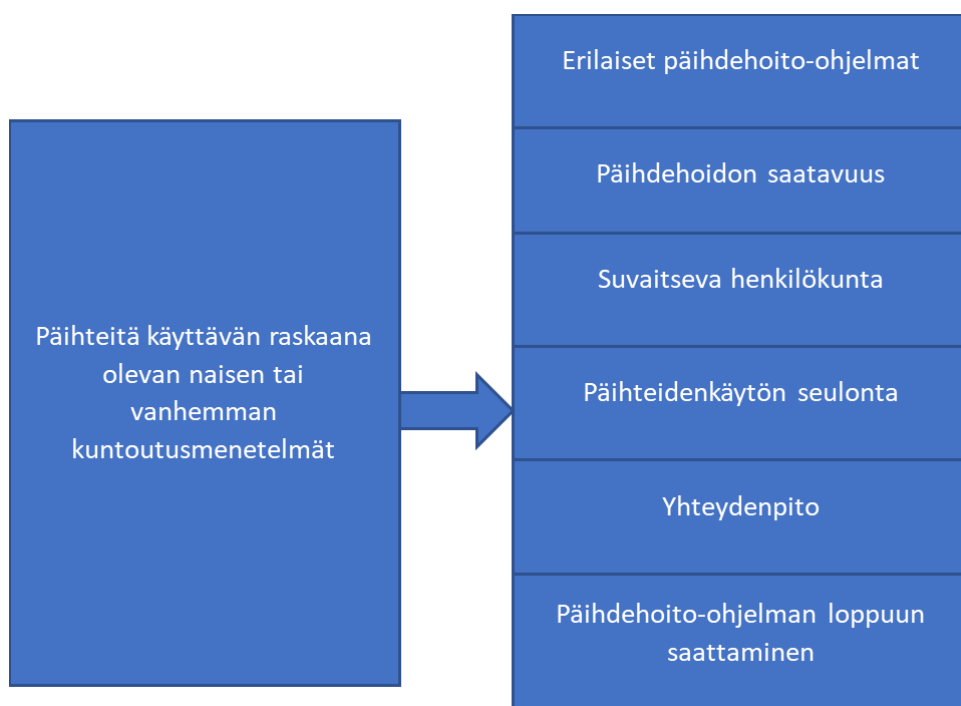 Päihteitä käyttävän raskaana
olevan naisen tai
vanhemman
kuntoutusmenetelmät
Erilaiset päihdehoito-ohjelmat
Päihdehoidon saatavuus
Suvaitseva henkilökunta
Päihteidenkäytön seulonta
Yhteydenpito
Päihdehoito-ohjelman loppuun
saattaminen